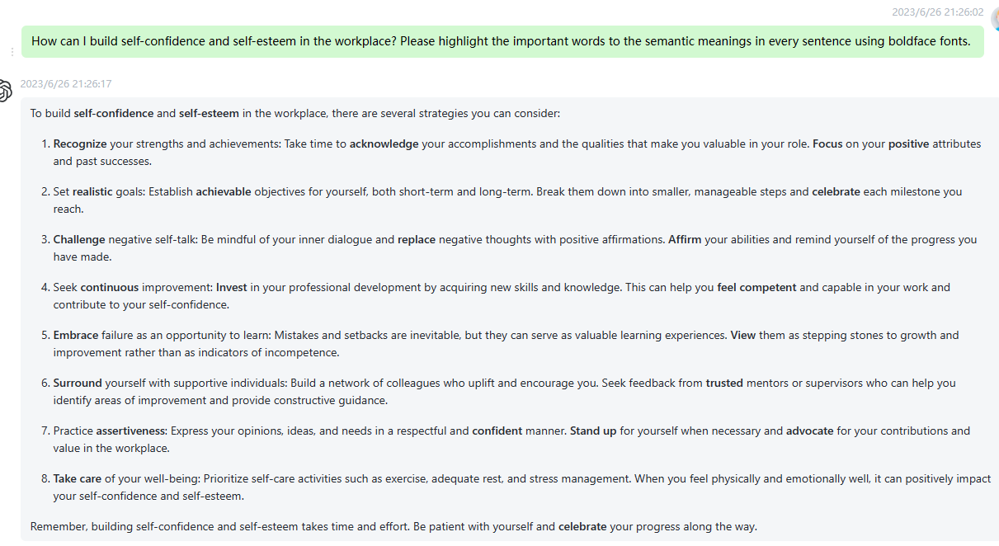 2023/6/26 21:26:02
How can I build self-confidence and self-esteem in the workplace? Please highlight the important words to the semantic meanings in every sentence using boldface fonts.
2023/6/26 21:26:17
To build self-confidence and self-esteem in the workplace, there are several strategies you can consider:
1. Recognize your strengths and achievements: Take time to acknowledge your accomplishments and the qualities that make you valuable in your role. Focus on your positive attributes
and past successes.
2. Set realistic goals: Establish achievable objectives for yourself, both short-term and long-term. Break them down into smaller, manageable steps and celebrate each milestone you
reach.
3. Challenge negative self-talk: Be mindful of your inner dialogue and replace negative thoughts with positive affirmations. Affirm your abilities and remind yourself of the progress you
have made.
4. Seek continuous improvement: Invest in your professional development by acquiring new skills and knowledge. This can help you feel competent and capable in your work and
contribute to your self-confidence.
5. Embrace failure as an opportunity to learn: Mistakes and setbacks are inevitable, but they can serve as valuable learning experiences. View them as stepping stones to growth and
improvement rather than as indicators of incompetence.
6. Surround yourself with supportive individuals: Build a network of colleagues who uplift and encourage you. Seek feedback from trusted mentors or supervisors who can help you
identify areas of improvement and provide constructive guidance.
7. Practice assertiveness: Express your opinions, ideas, and needs in a respectful and confident manner. Stand up for yourself when necessary and advocate for your contributions and
value in the workplace.
8. Take care of your well-being: Prioritize self-care activities such as exercise, adequate rest, and stress management. When you feel physically and emotionally well, it can positively impact
your self-confidence and self-esteem.
Remember, building self-confidence and self-esteem takes time and effort. Be patient with yourself and celebrate your progress along the way.